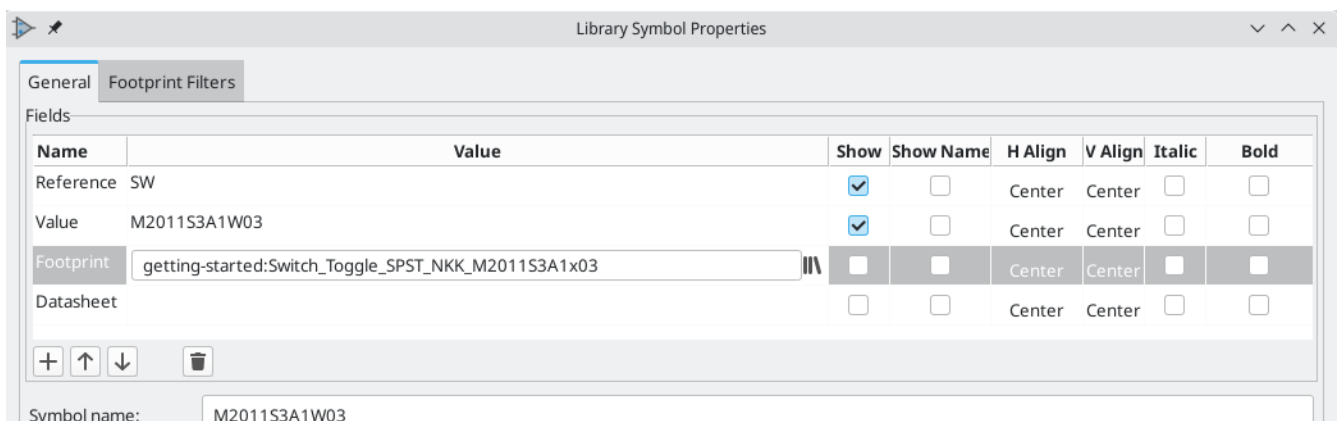 Library Symbol Properties
General Footprint Filters
Fields
Name Value Show Show Name H Align V Align Italic Bold
Reference SW Center Center
Value M2011S3A1W03 Center Center
Footprint getting-started:Switch_Toggle_SPST_NKK_M2011S3A1x03 Center Center
Datasheet Center Center
Symbol name: M2011S3A1W03